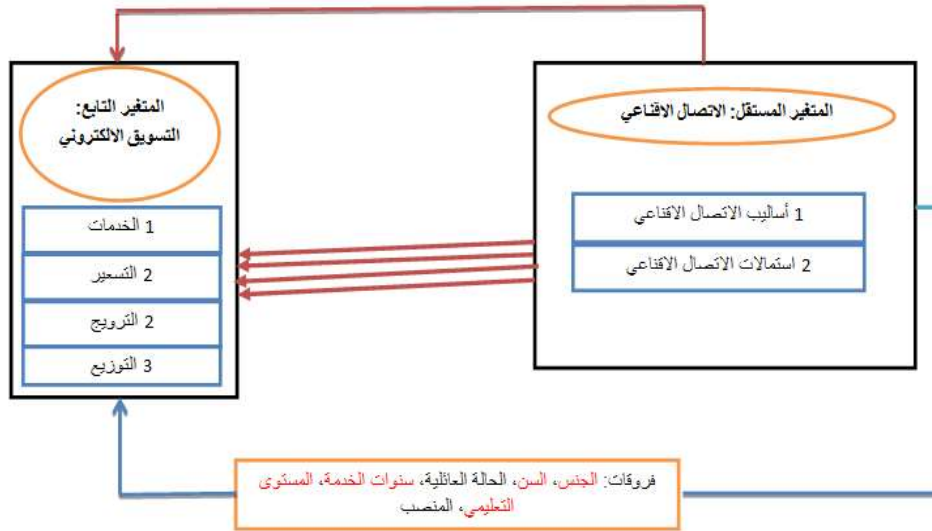 المتغير المستقل: الاتصال الاقناعي
1 أساليب الاتصال الاقناعي
2 استمالات الاتصال الاقناعي
المتغير التابع:
التسويق الالكتروني
1 الخدمات
2 التسعير
2 الترويج
3 التوزيع
فروقات: الجنس، السن، الحالة العائلية، سنوات الخدمة، المستوى
التعليمي، المنصب